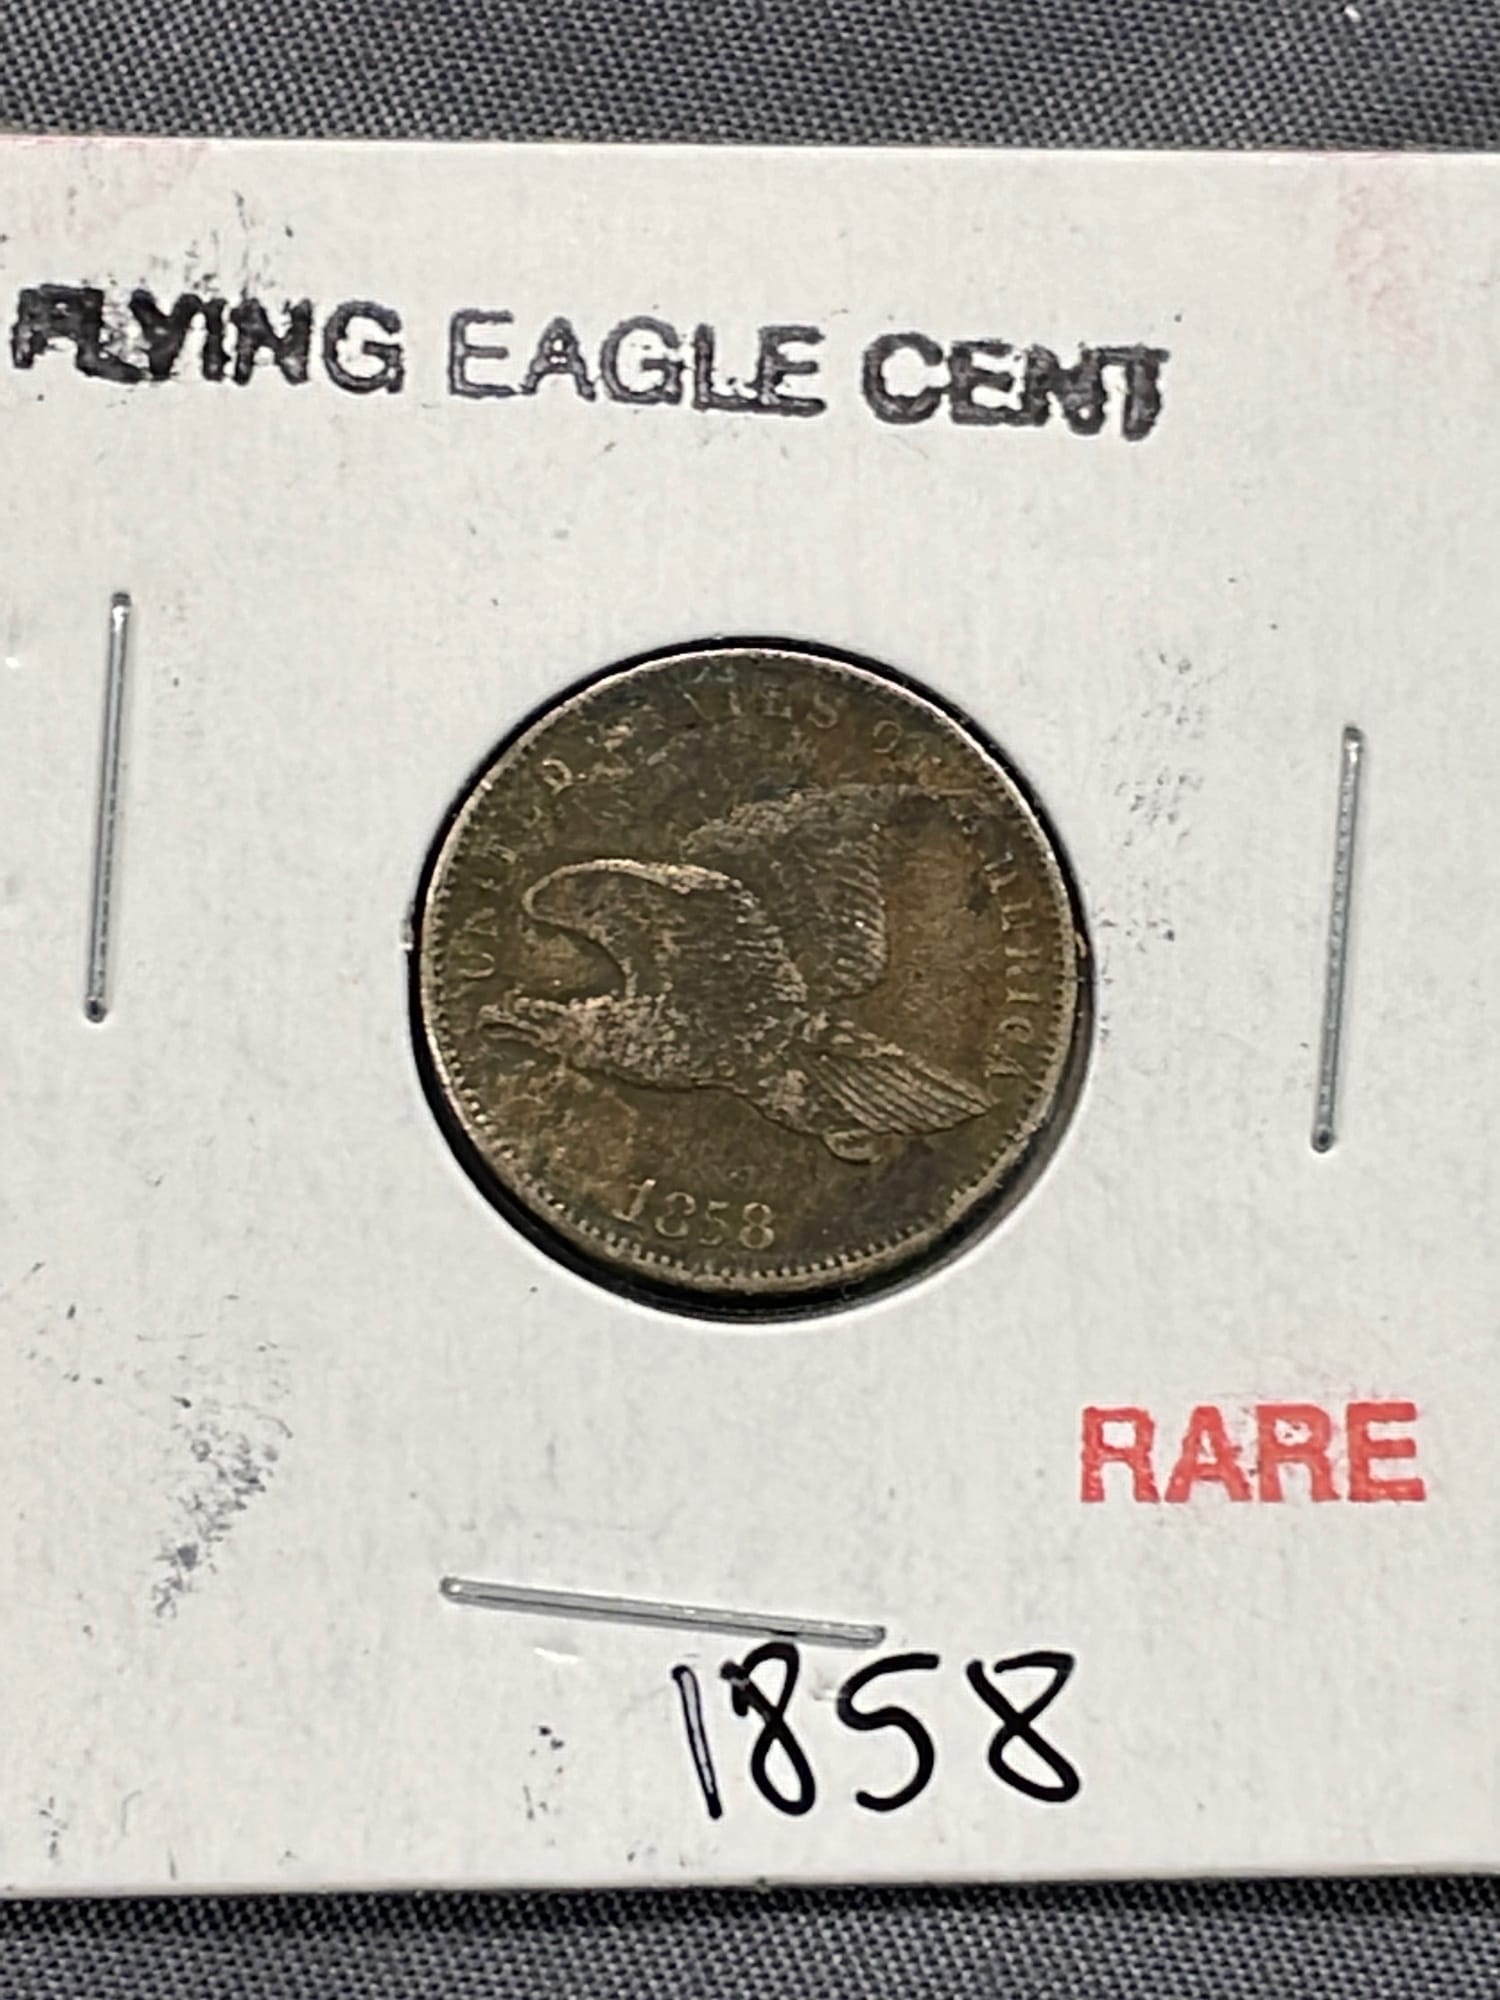 FLYING EAGLE CENT
UNITED STATES OF AMERICA
1858
RARE
1858